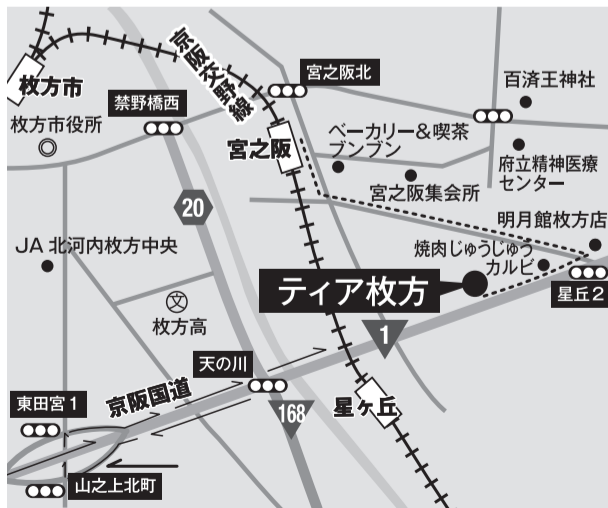 枚方市
京阪交野線
宮之阪北
百済王神社
禁野橋西
枚方市役所
宮之阪
ベーカリー&喫茶
ブンブン
府立精神医療
センター
宮之阪集会所
20
明月館枚方店
JA 北河内枚方中央
焼肉じゅうじゅう
カルビ
ティア枚方
星丘2
文
枚方高
1
天の川
京阪国道
東田宮1
168
星ヶ丘
山之上北町